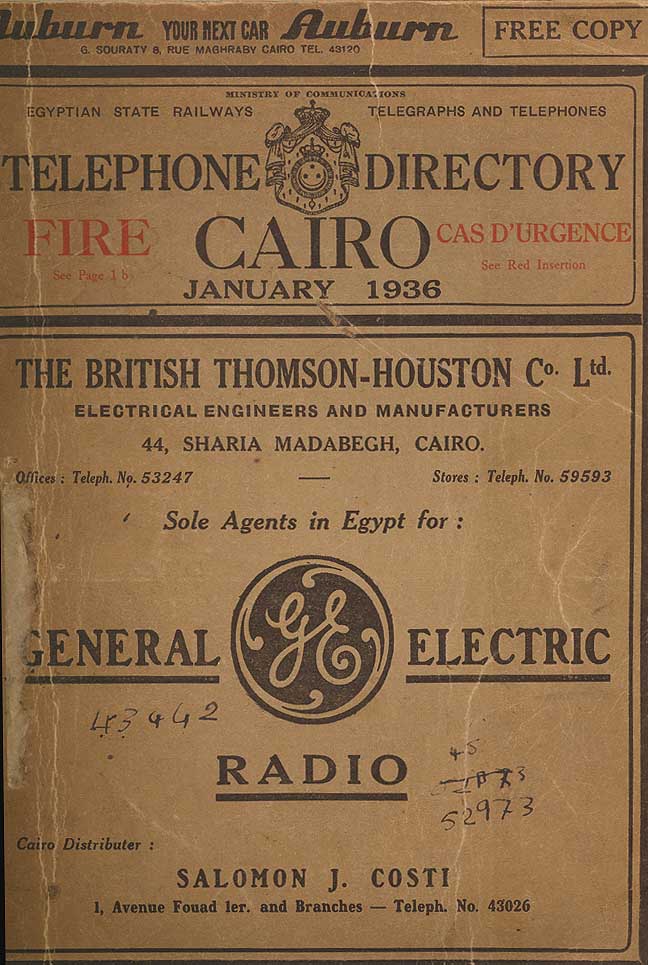 Auburn YOUR NEXT CAR Auburn
G. SOURATY 8, RUE MAGHRABY CAIRO TEL. 43120
FREE COPY
MINISTRY OF COMMUNICATIONS
EGYPTIAN STATE RAILWAYS TELEGRAPHS AND TELEPHONES
TELEPHONE DIRECTORY
FIRE CAIRO CAS D'URGENCE
See Page 1 b See Red Insertion
JANUARY 1936
THE BRITISH THOMSON-HOUSTON Co. Ltd.
ELECTRICAL ENGINEERS AND MANUFACTURERS
44, SHARIA MADABEGH, CAIRO.
Offices : Teleph. No. 53247 — Stores : Teleph. No. 59593
Sole Agents in Egypt for :
GENERAL GE ELECTRIC
43442
RADIO
45
52973
Cairo Distributer :
SALOMON J. COSTI
1, Avenue Fouad 1er. and Branches — Teleph. No. 43026